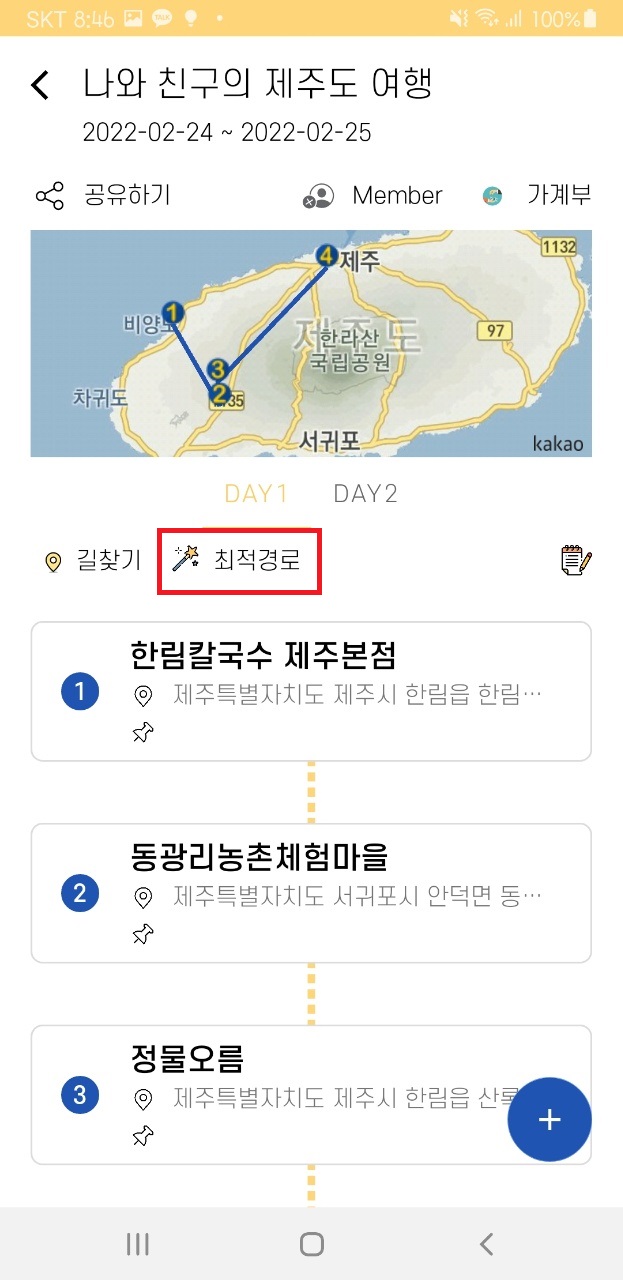 SKT 8:46 TALK 100%
나와 친구의 제주도 여행
2022-02-24 ~ 2022-02-25
공유하기 Member 가계부
1132
4 제주
1
비양도
제주도
한라산
국립공원
97
3
2
차귀도
서귀포
kakao
DAY1 DAY2
길찾기 최적경로
한림칼국수 제주본점
1
제주특별자치도 제주시 한림읍 한림…
동광리농촌체험마을
2
제주특별자치도 서귀포시 안덕면 동…
정물오름
3
제주특별자치도 제주시 한림읍 산록
+